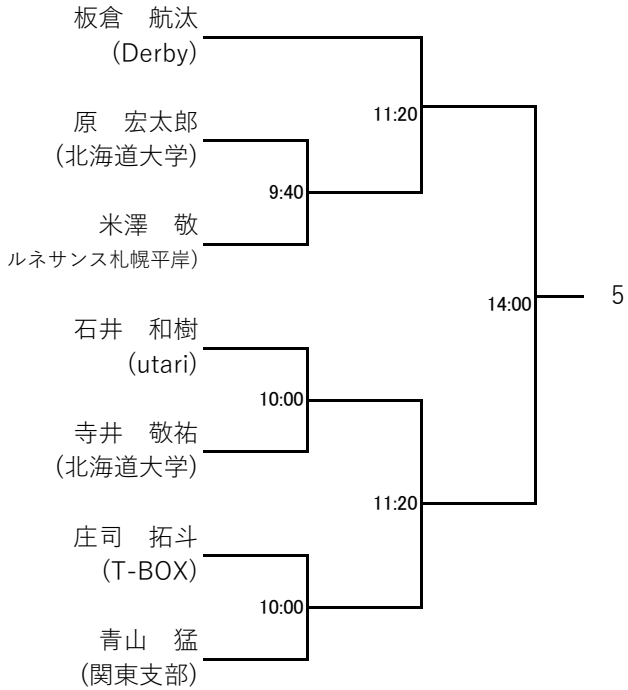 板倉　航汰
(Derby)
11:20
原　宏太郎
(北海道大学)
9:40
米澤　敬
ルネサンス札幌平岸)
14:00
5
石井　和樹
(utari)
10:00
寺井　敬祐
(北海道大学)
11:20
庄司　拓斗
(T-BOX)
10:00
青山　猛
(関東支部)